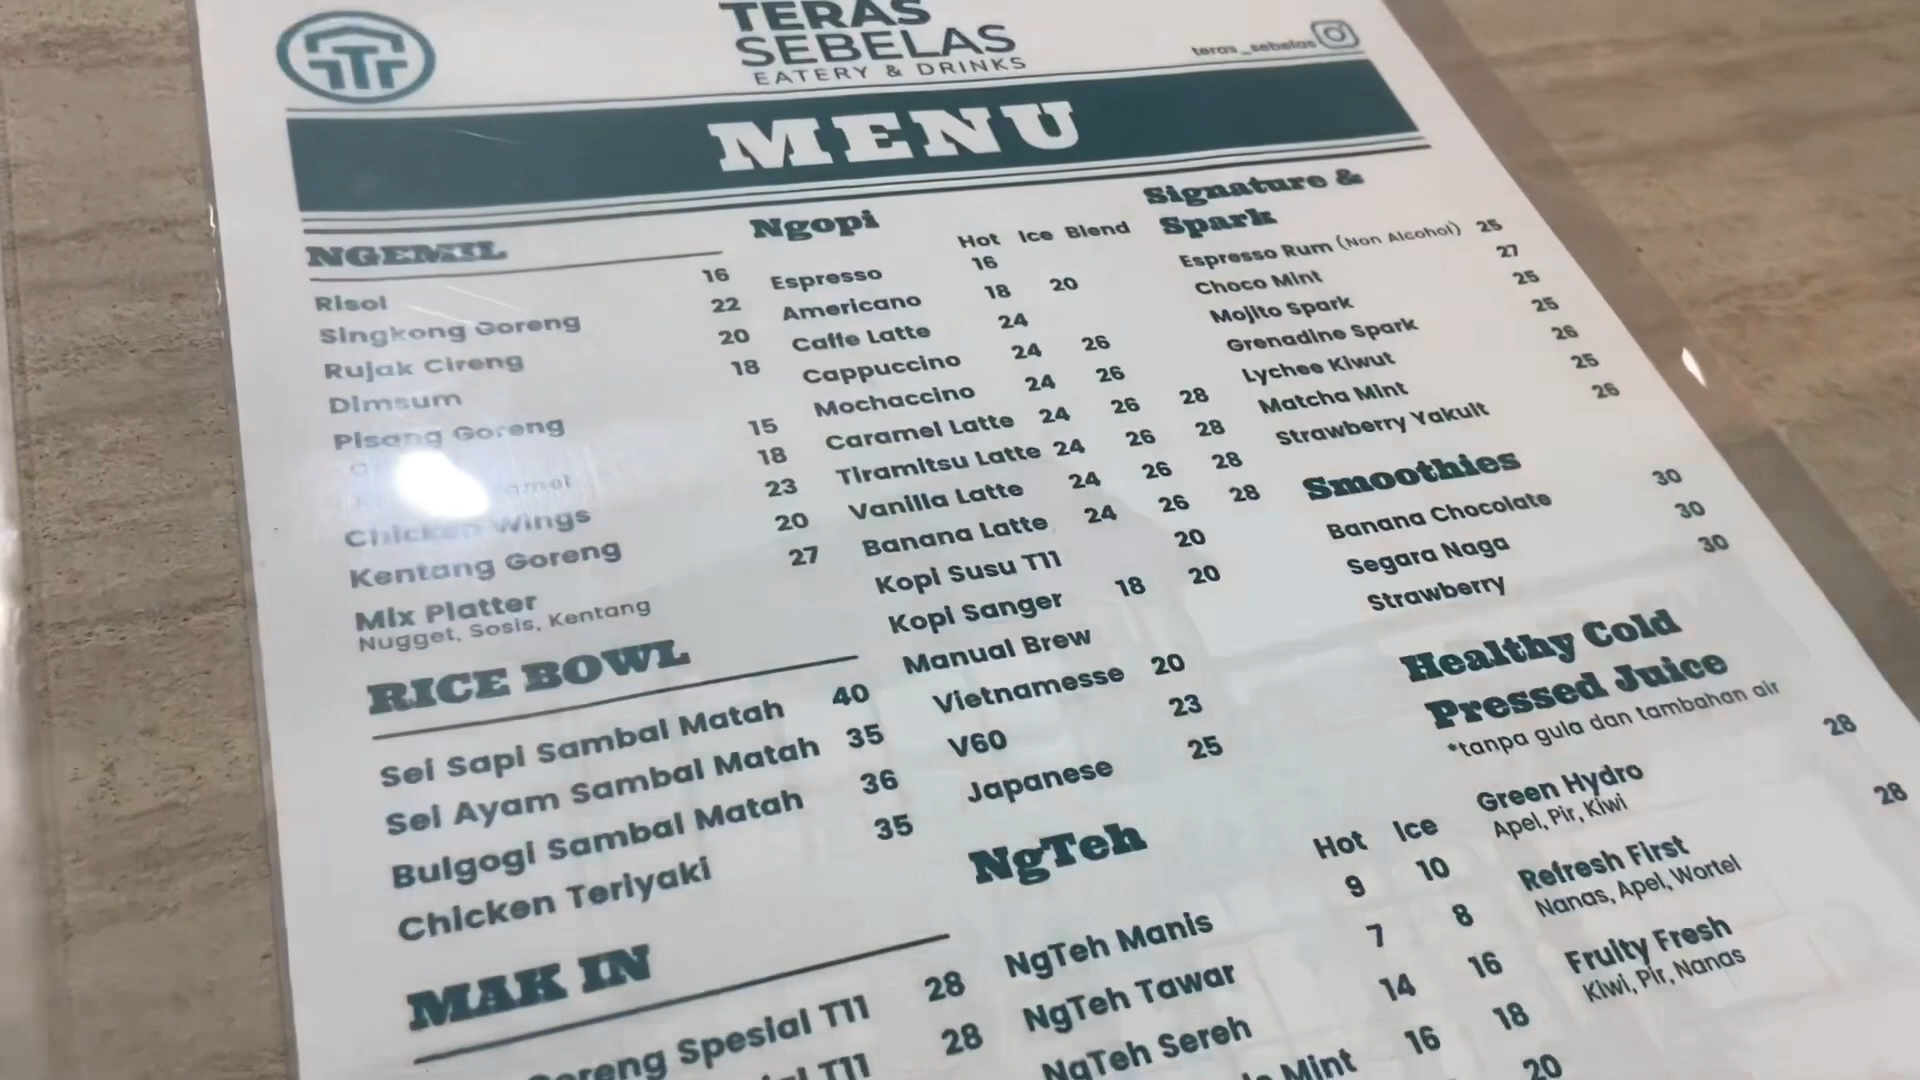 TERAS
SEBELAS
EATERY & DRINKS
teras_sebelas
MENU
NGEMIL
Risol 16
Singkong Goreng 22
Rujak Cireng 20
Dimsum 18
Pisang Goreng
15
18
Chicken Wings 23
Kentang Goreng 20
Mix Platter 27
Nugget, Sosis, Kentang
RICE BOWL
Sei Sapi Sambal Matah 40
Sei Ayam Sambal Matah 35
Bulgogi Sambal Matah 36
Chicken Teriyaki 35
MAK IN
Goreng Spesial T11 28
T11 28
Ngopi
Hot Ice Blend
Espresso 16
Americano 18 20
Caffe Latte 24
Cappuccino 24 26
Mochaccino 24 26
Caramel Latte 24 26 28
Tiramitsu Latte 24 26 28
Vanilla Latte 24 26 28
Banana Latte 24 26 28
Kopi Susu T11 20
Kopi Sanger 18 20
Manual Brew
Vietnamesse 20
V60 23
Japanese 25
NgTeh
Hot Ice
NgTeh Manis 9 10
NgTeh Tawar 7 8
NgTeh Sereh 14 16
Mint 16 18
20
Signature &
Spark
Espresso Rum (Non Alcohol) 25
Choco Mint 27
Mojito Spark 25
Grenadine Spark 25
Lychee Kiwut 26
Matcha Mint 25
Strawberry Yakult 26
Smoothies
Banana Chocolate 30
Segara Naga 30
Strawberry 30
Healthy Cold
Pressed Juice
*tanpa gula dan tambahan air
Green Hydro 28
Apel, Pir, Kiwi
Refresh First 28
Nanas, Apel, Wortel
Fruity Fresh
Kiwi, Pir, Nanas